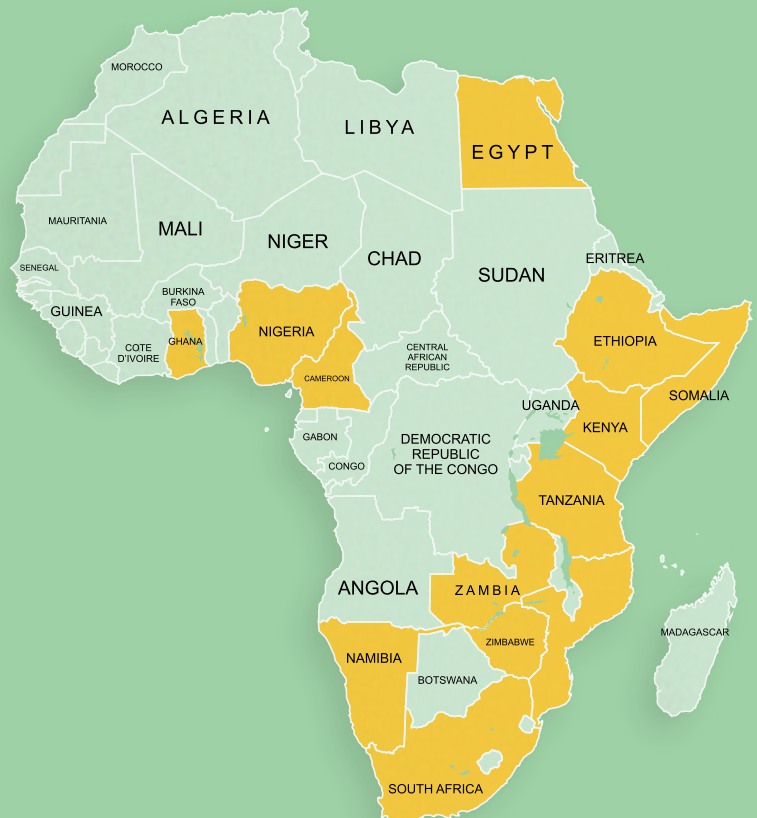 MOROCCO
ALGERIA
LIBYA
EGYPT
MAURITANIA
MALI
NIGER
CHAD
SUDAN
ERITREA
SENEGAL
GUINEA
BURKINA
FASO
COTE
D'IVOIRE
GHANA
NIGERIA
CAMEROON
CENTRAL
AFRICAN
REPUBLIC
ETHIOPIA
SOMALIA
UGANDA
KENYA
GABON
CONGO
DEMOCRATIC
REPUBLIC
OF THE CONGO
TANZANIA
ANGOLA
ZAMBIA
ZIMBABWE
NAMIBIA
BOTSWANA
MADAGASCAR
SOUTH AFRICA